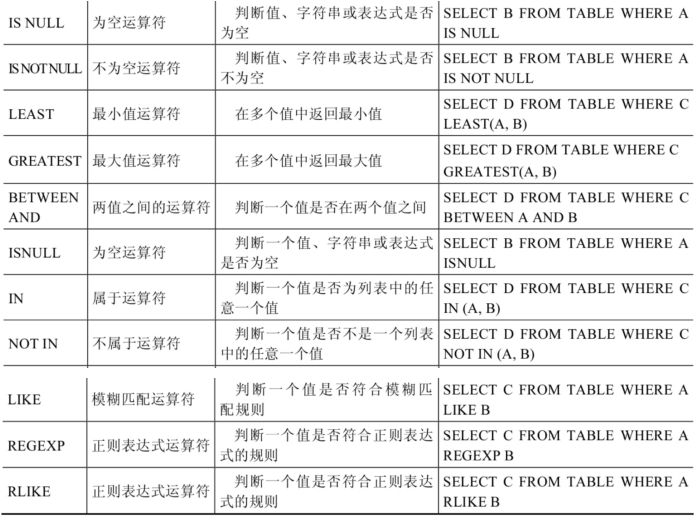 IS NULL 为空运算符 判断值、字符串或表达式是否 SELECT B FROM TABLE WHERE A
为空 IS NULL
IS NOT NULL 不为空运算符 判断值、字符串或表达式是否 SELECT B FROM TABLE WHERE A
不为空 IS NOT NULL
LEAST 最小值运算符 在多个值中返回最小值 SELECT D FROM TABLE WHERE C
LEAST(A, B)
GREATEST 最大值运算符 在多个值中返回最大值 SELECT D FROM TABLE WHERE C
GREATEST(A, B)
BETWEEN 两值之间的运算符 判断一个值是否在两个值之间 SELECT D FROM TABLE WHERE C
AND BETWEEN A AND B
ISNULL 为空运算符 判断一个值、字符串或表达式 SELECT B FROM TABLE WHERE A
是否为空 ISNULL
IN 属于运算符 判断一个值是否为列表中的任 SELECT D FROM TABLE WHERE C
意一个值 IN (A, B)
NOT IN 不属于运算符 判断一个值是否不是一个列表 SELECT D FROM TABLE WHERE C
中的任意一个值 NOT IN (A, B)
LIKE 模糊匹配运算符 判断一个值是否符合模糊匹 SELECT C FROM TABLE WHERE A
配规则 LIKE B
REGEXP 正则表达式运算符 判断一个值是否符合正则表达 SELECT C FROM TABLE WHERE A
式的规则 REGEXP B
RLIKE 正则表达式运算符 判断一个值是否符合正则表达 SELECT C FROM TABLE WHERE A
式的规则 RLIKE B